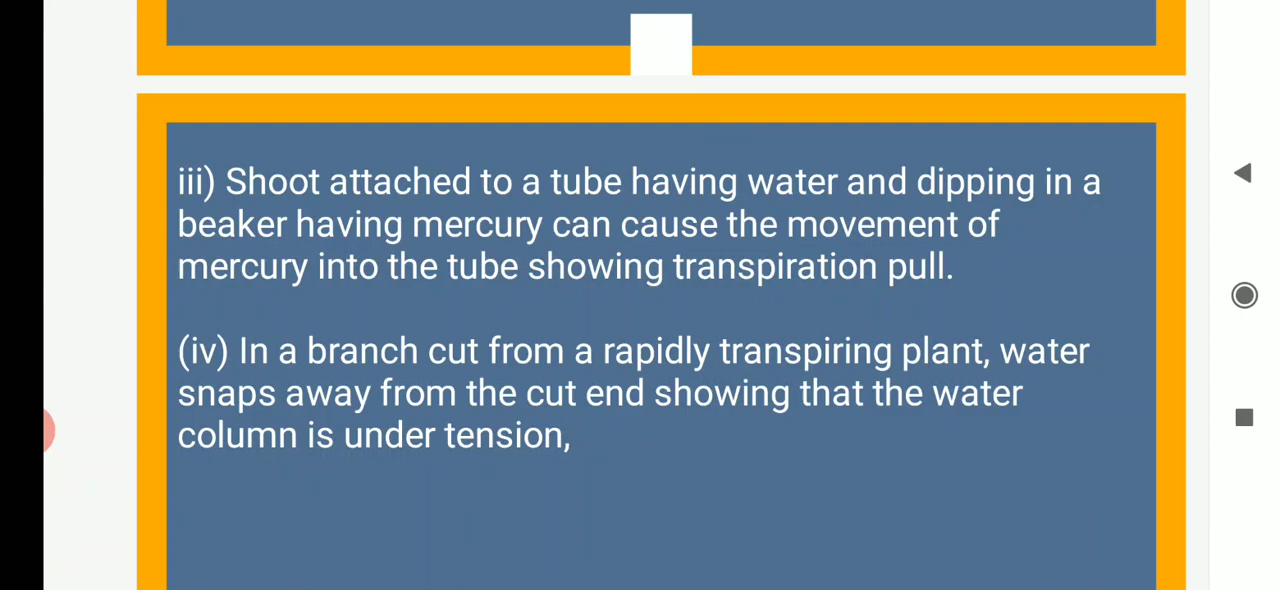 iii) Shoot attached to a tube having water and dipping in a
beaker having mercury can cause the movement of
mercury into the tube showing transpiration pull.
(iv) In a branch cut from a rapidly transpiring plant, water
snaps away from the cut end showing that the water
column is under tension,